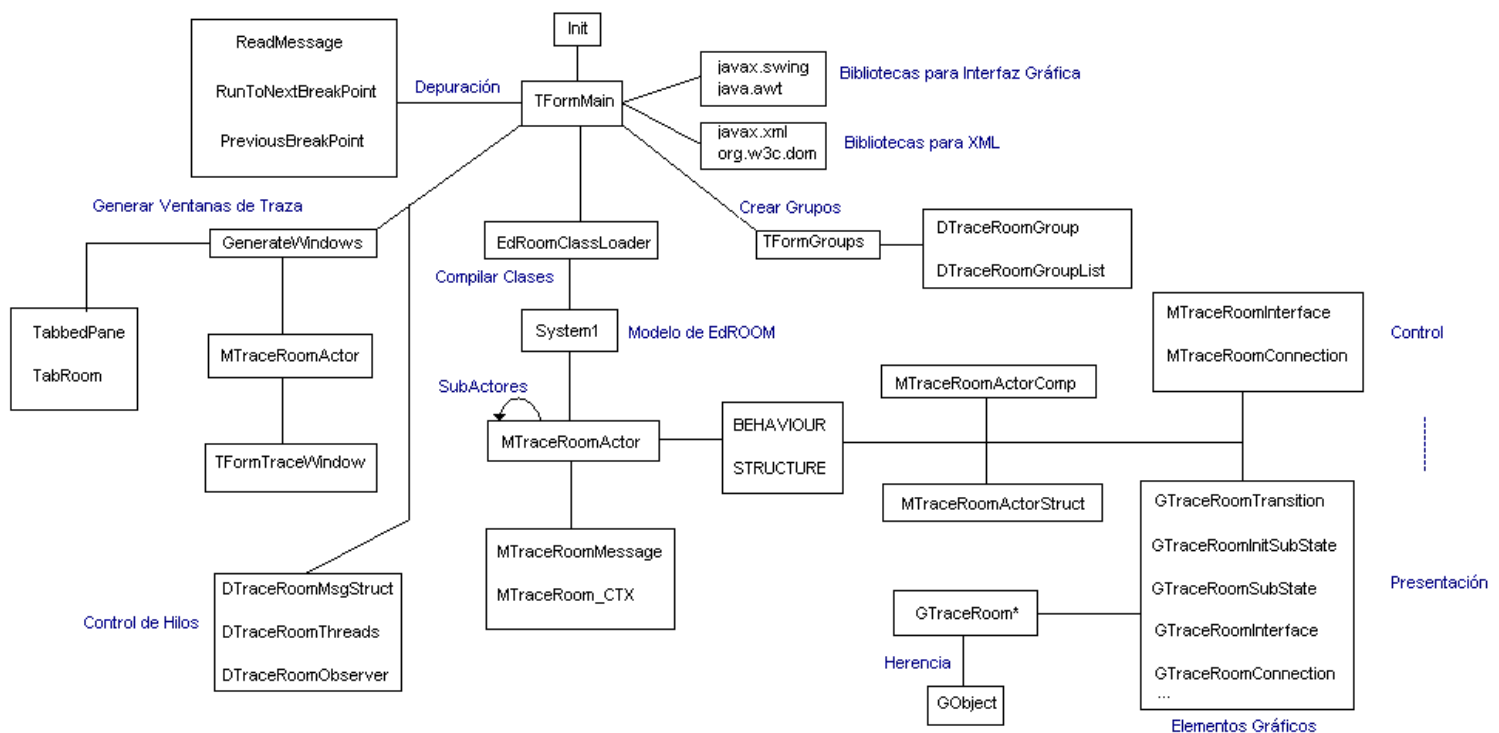 Init
ReadMessage
RunToNextBreakPoint
PreviousBreakPoint
Depuración
TFormMain
javax.swing
java.awt
Bibliotecas para Interfaz Gráfica
javax.xml
org.w3c.dom
Bibliotecas para XML
Generar Ventanas de Traza
GenerateWindows
TabbedPane
TabRoom
MTraceRoomActor
TFormTraceWindow
Control de Hilos
DTraceRoomMsgStruct
DTraceRoomThreads
DTraceRoomObserver
EdRoomClassLoader
Compilar Clases
System1
Modelo de EdROOM
SubActores
MTraceRoomActor
MTraceRoomMessage
MTraceRoom_CTX
Crear Grupos
TFormGroups
DTraceRoomGroup
DTraceRoomGroupList
BEHAVIOUR
STRUCTURE
MTraceRoomActorComp
MTraceRoomActorStruct
MTraceRoomInterface
MTraceRoomConnection
Control
GTraceRoomTransition
GTraceRoomInitSubState
GTraceRoomSubState
GTraceRoomInterface
GTraceRoomConnection
...
Presentación
Elementos Gráficos
GTraceRoom*
Herencia
GObject